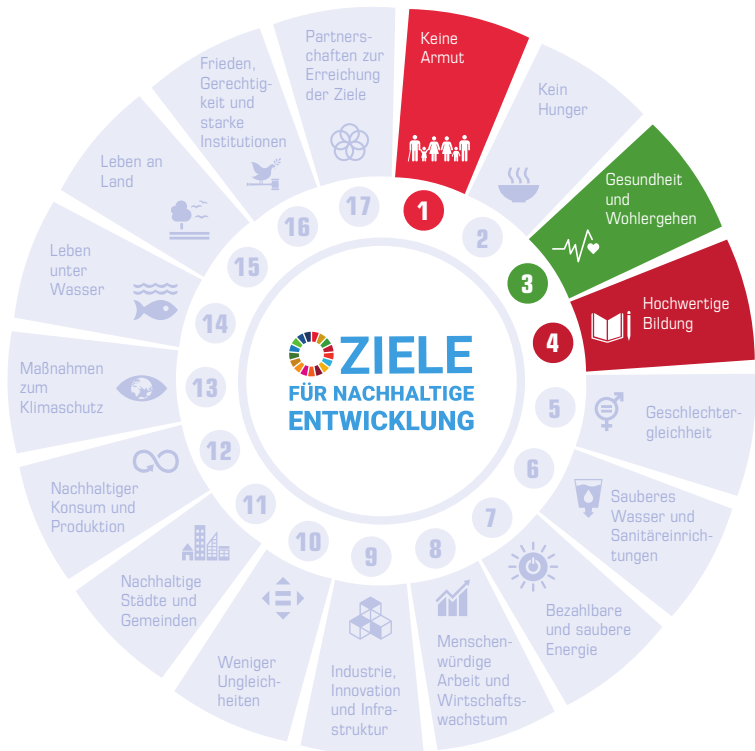 Keine
Armut
1
Kein
Hunger
2
Gesundheit
und
Wohlergehen
3
Hochwertige
Bildung
4
Geschlechter-
gleichheit
5
Sauberes
Wasser und
Sanitäreinrich-
tungen
6
Bezahlbare
und saubere
Energie
7
Menschen-
würdige
Arbeit und
Wirtschafts-
wachstum
8
Industrie,
Innovation
und Infra-
struktur
9
Weniger
Ungleich-
heiten
10
Nachhaltige
Städte und
Gemeinden
11
Nachhaltiger
Konsum und
Produktion
12
Maßnahmen
zum
Klimaschutz
13
Leben
unter
Wasser
14
Leben an
Land
15
Frieden,
Gerechtig-
keit und
starke
Institutionen
16
Partners-
chaften zur
Erreichung
der Ziele
17
ZIELE
FÜR NACHHALTIGE
ENTWICKLUNG